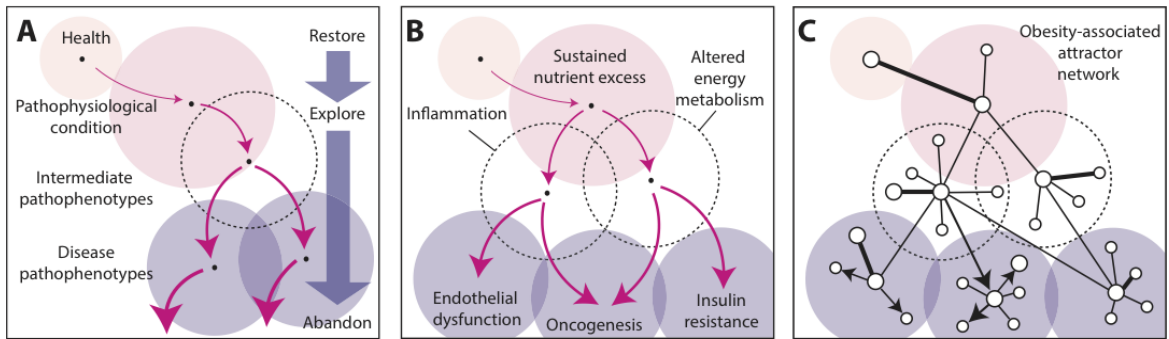 A
Health
Restore
Pathophysiological
condition
Explore
Intermediate
pathophenotypes
Disease
pathophenotypes
Abandon
B
Sustained
nutrient excess
Altered
energy
metabolism
Inflammation
Endothelial
dysfunction
Oncogenesis
Insulin
resistance
C
Obesity-associated
attractor
network